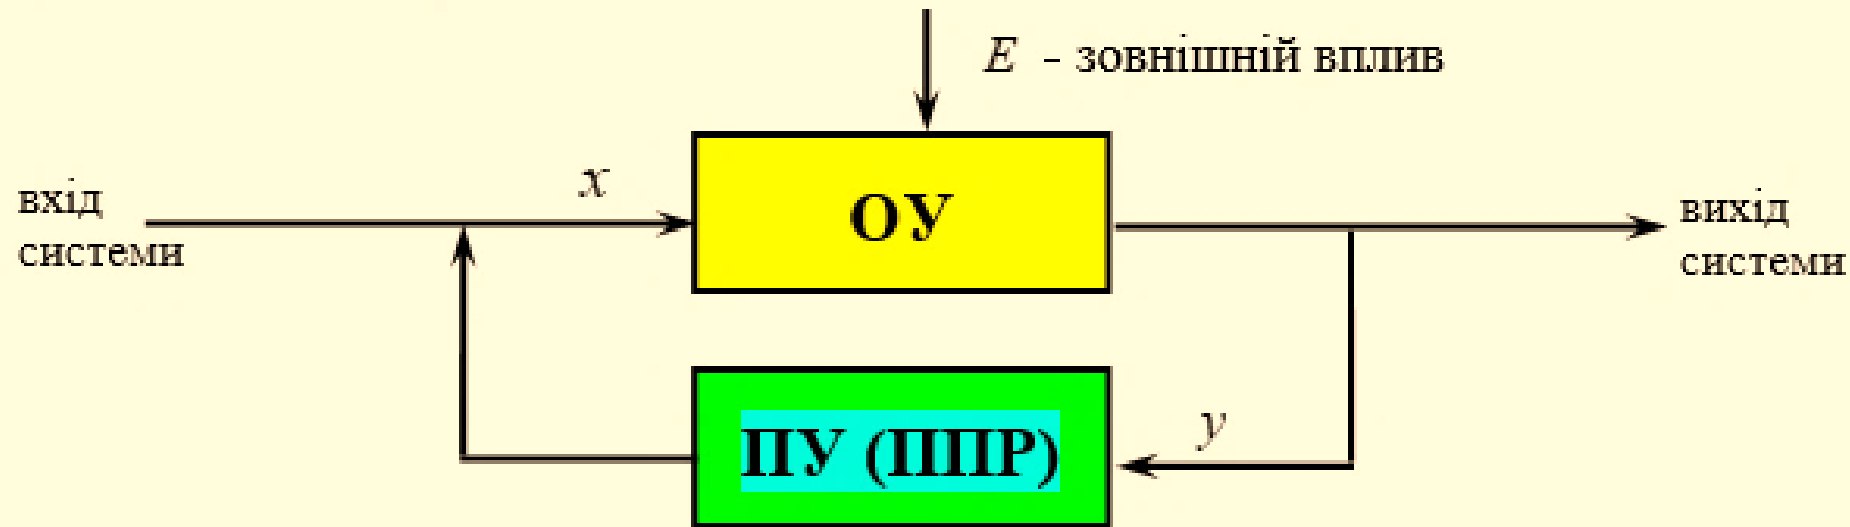 E - зовнішній вплив
x
вхід
системи
ОУ
вихід
системи
ПУ (ППР)
y